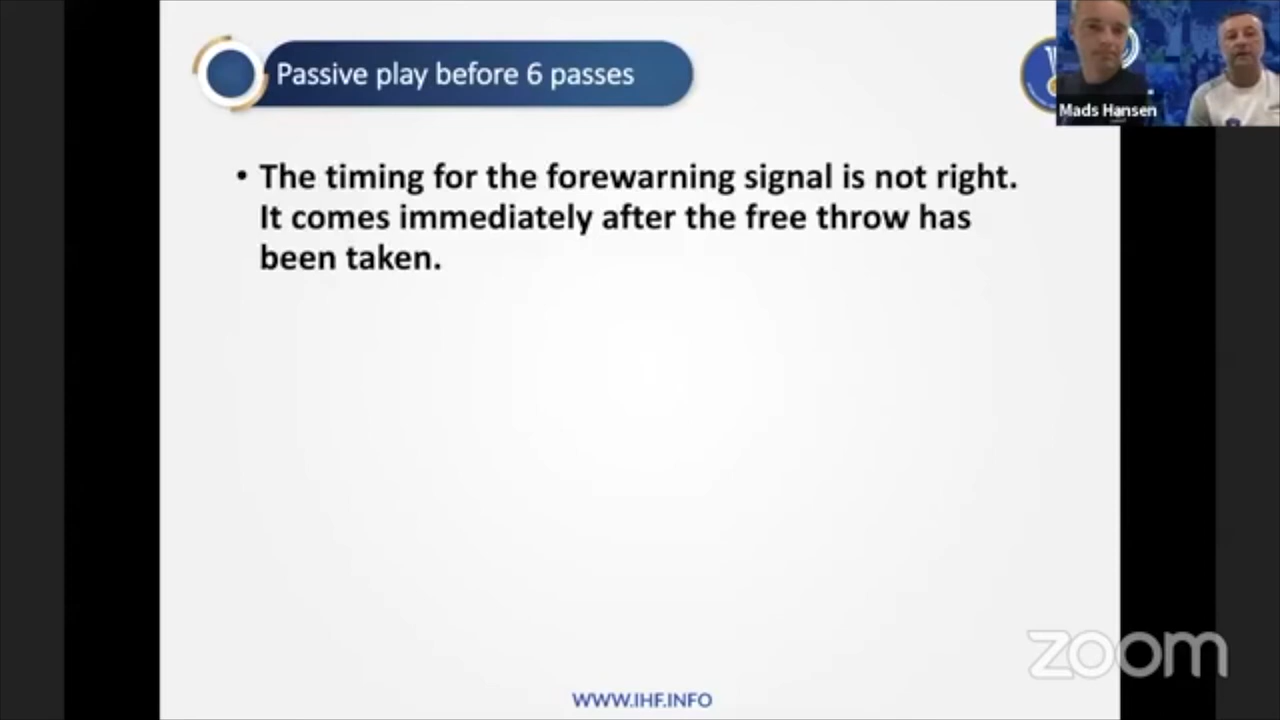 Passive play before 6 passes
Mads Hansen
• The timing for the forewarning signal is not right.
It comes immediately after the free throw has
been taken.
zoom
WWW.IHF.INFO